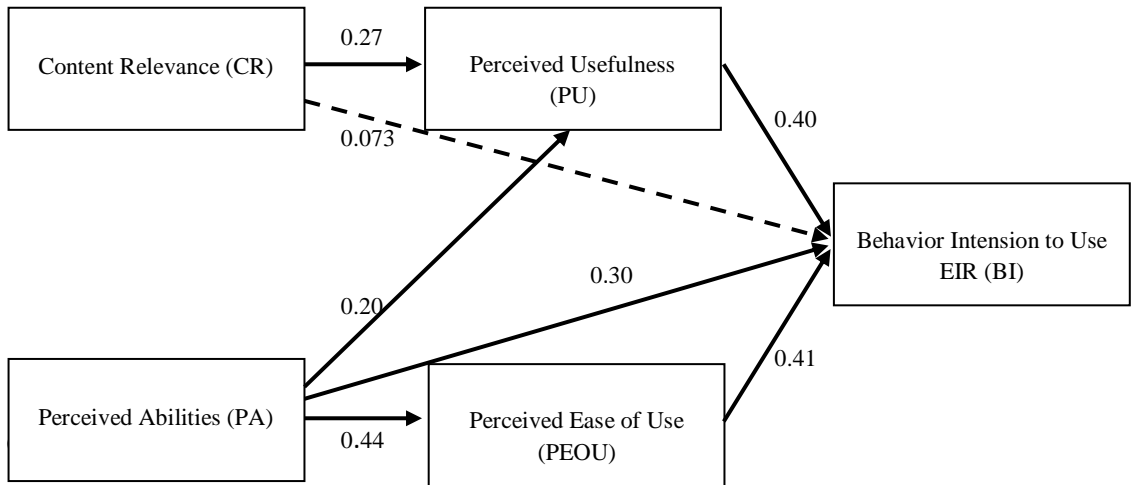 0.27
Content Relevance (CR)
Perceived Usefulness
(PU)
0.073
0.40
Behavior Intension to Use
EIR (BI)
0.30
0.20
0.41
Perceived Abilities (PA)
Perceived Ease of Use
(PEOU)
0.44